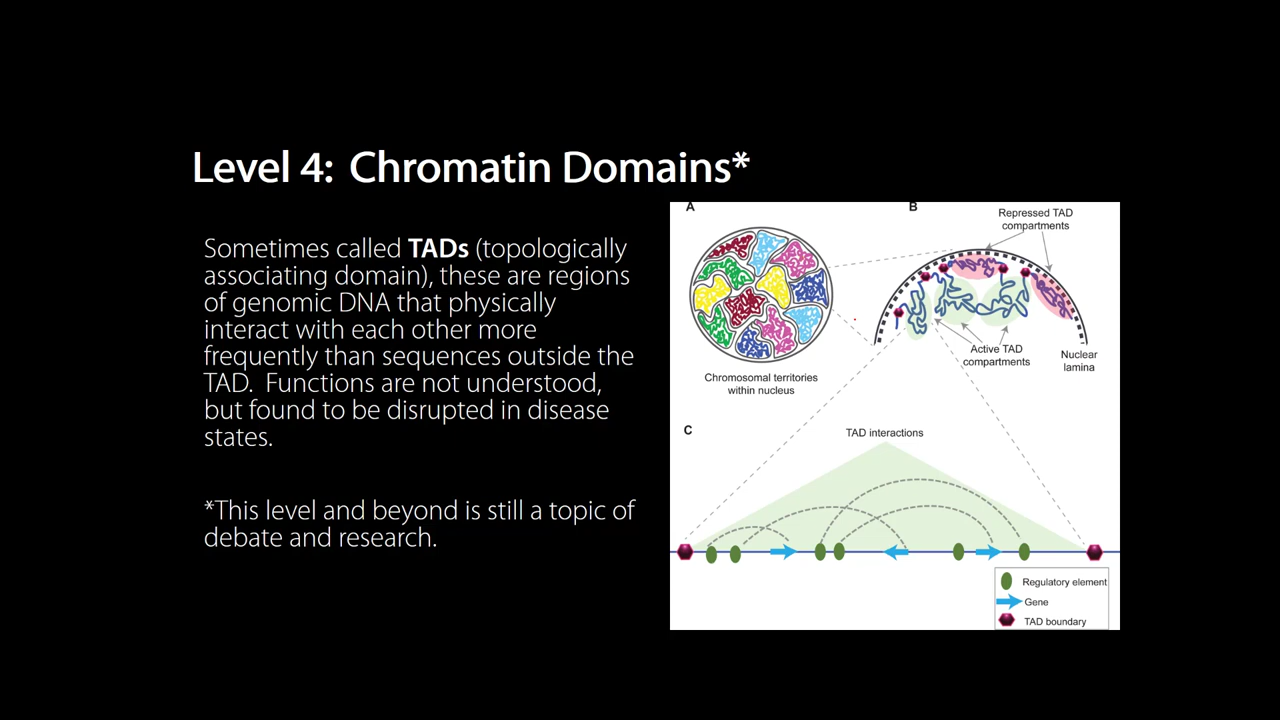 Level 4:  Chromatin Domains*
Sometimes called TADs (topologically
associating domain), these are regions
of genomic DNA that physically
interact with each other more
frequently than sequences outside the
TAD.  Functions are not understood,
but found to be disrupted in disease
states.
*This level and beyond is still a topic of
debate and research.
A
Chromosomal territories
within nucleus
B
Repressed TAD
compartments
Active TAD
compartments
Nuclear
lamina
C
TAD interactions
Regulatory element
Gene
TAD boundary